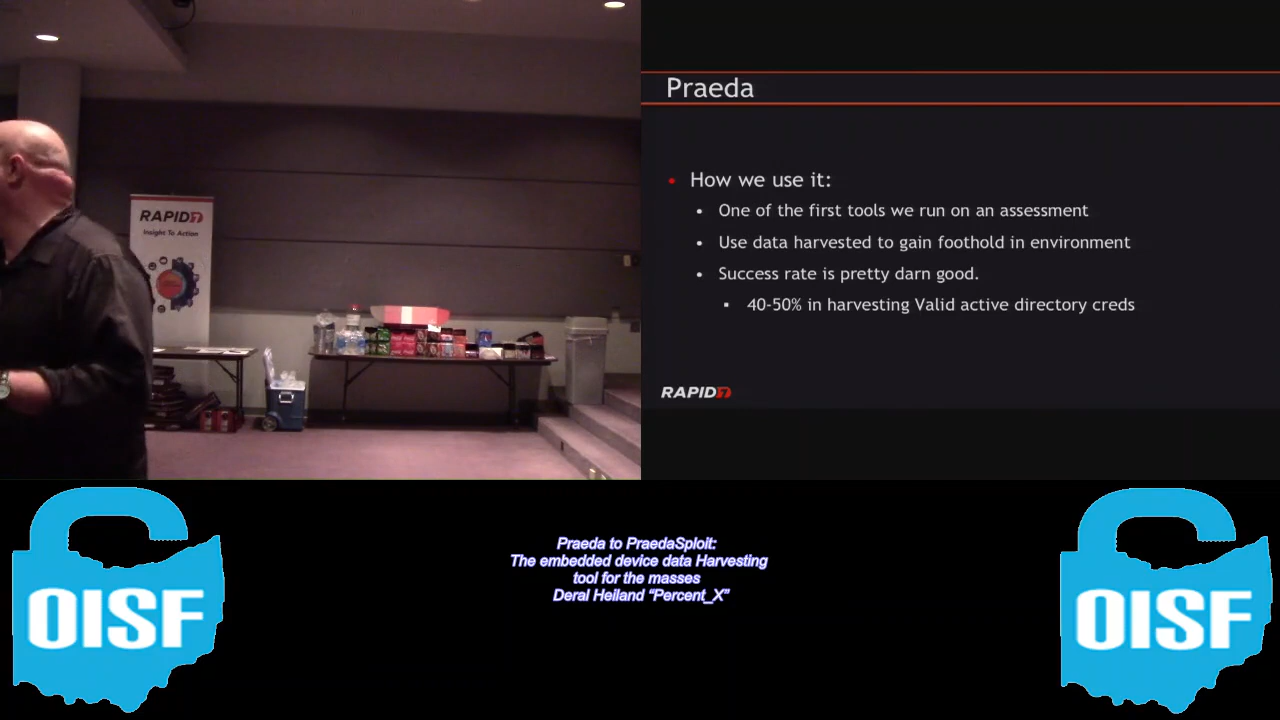 RAPID7
Insight To Action
Praeda
How we use it:
One of the first tools we run on an assessment
Use data harvested to gain foothold in environment
Success rate is pretty darn good.
40-50% in harvesting Valid active directory creds
RAPID7
Praeda to PraedaSploit:
The embedded device data Harvesting
tool for the masses
Deral Heiland “Percent_X”
OISF
OISF